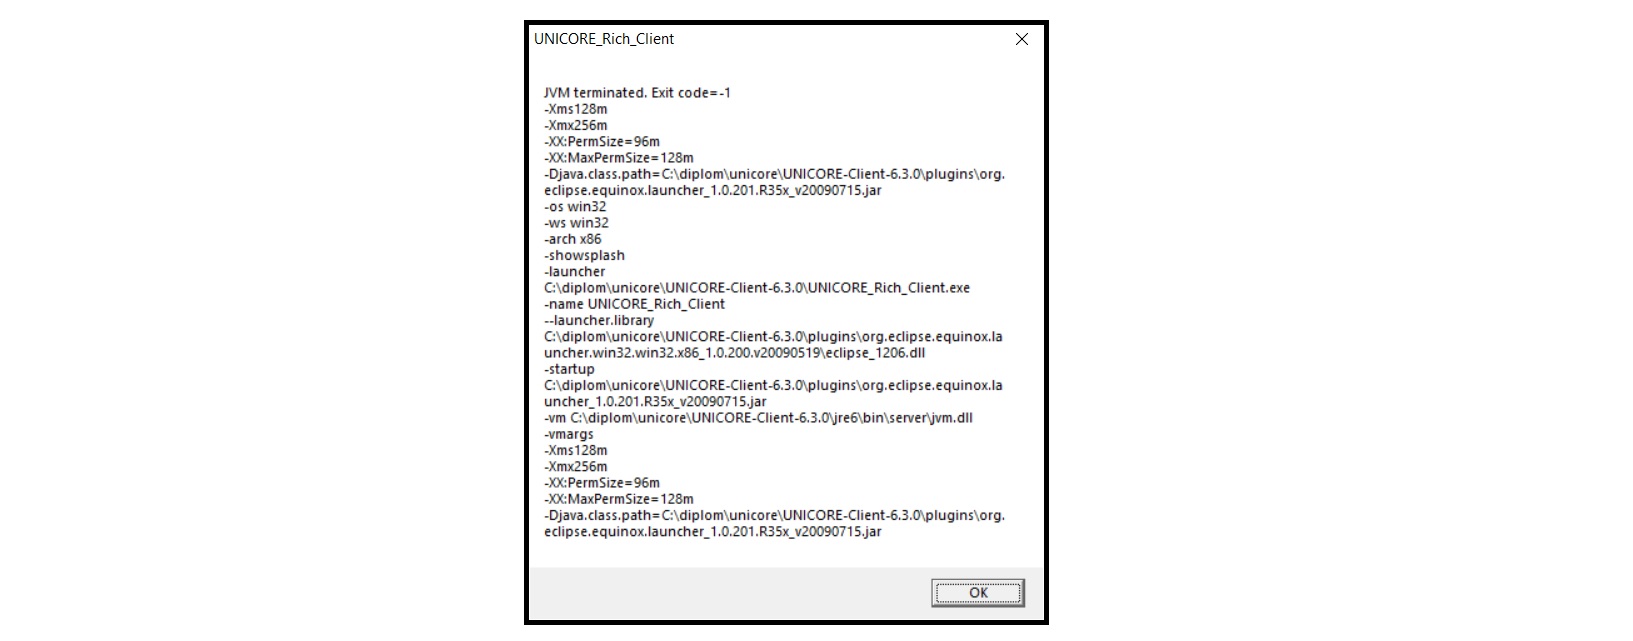 UNICORE_Rich_Client
JVM terminated. Exit code=-1
-Xms128m
-Xmx256m
-XX:PermSize=96m
-XX:MaxPermSize=128m
-Djava.class.path=C:\diplom\unicore\UNICORE-Client-6.3.0\plugins\org.
eclipse.equinox.launcher_1.0.201.R35x_v20090715.jar
-os win32
-ws win32
-arch x86
-showsplash
-launcher
C:\diplom\unicore\UNICORE-Client-6.3.0\UNICORE_Rich_Client.exe
-name UNICORE_Rich_Client
--launcher.library
C:\diplom\unicore\UNICORE-Client-6.3.0\plugins\org.eclipse.equinox.la
uncher.win32.win32.x86_1.0.200.v20090519\eclipse_1206.dll
-startup
C:\diplom\unicore\UNICORE-Client-6.3.0\plugins\org.eclipse.equinox.la
uncher_1.0.201.R35x_v20090715.jar
-vm C:\diplom\unicore\UNICORE-Client-6.3.0\jre6\bin\server\jvm.dll
-vmargs
-Xms128m
-Xmx256m
-XX:PermSize=96m
-XX:MaxPermSize=128m
-Djava.class.path=C:\diplom\unicore\UNICORE-Client-6.3.0\plugins\org.
eclipse.equinox.launcher_1.0.201.R35x_v20090715.jar
OK